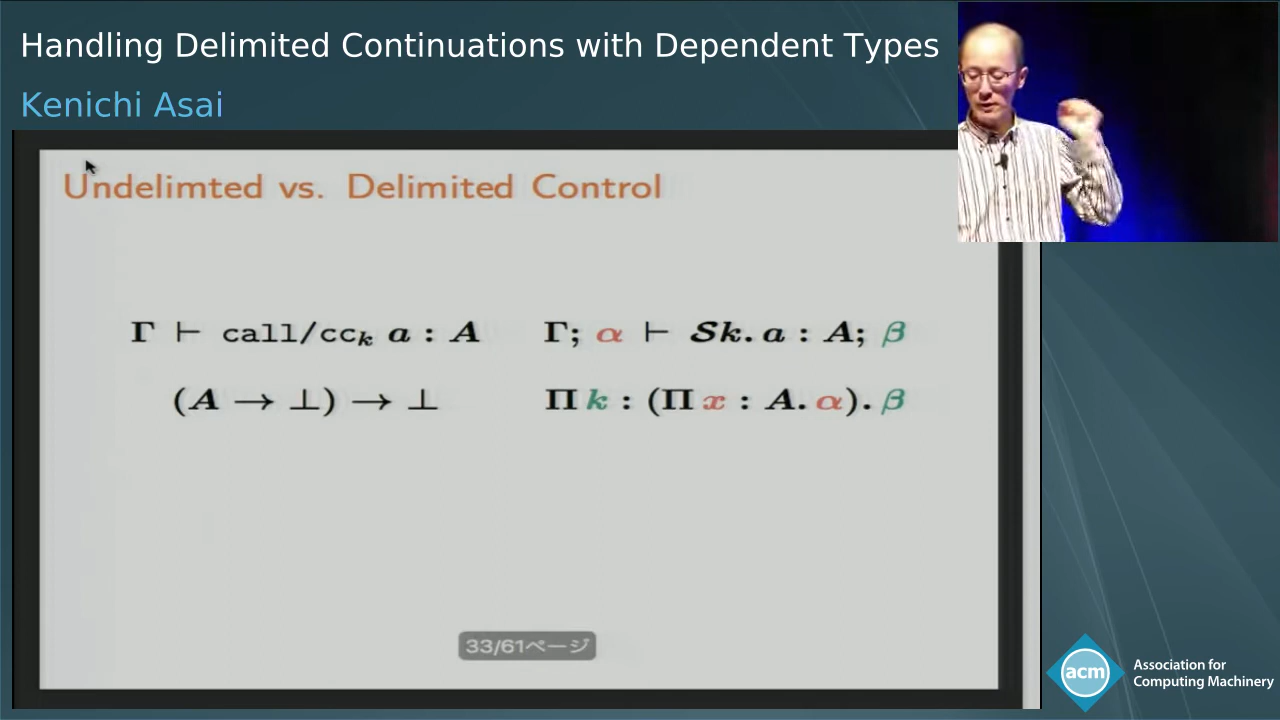 Handling Delimited Continuations with Dependent Types
Kenichi Asai
Undelimted vs. Delimited Control
Γ ⊢ call/cc_k a : A    Γ; α ⊢ 𝒮k. a : A; β
(A → ⊥) → ⊥    Π k : (Π x : A. α). β
33/61ページ
acm
Association for
Computing Machinery